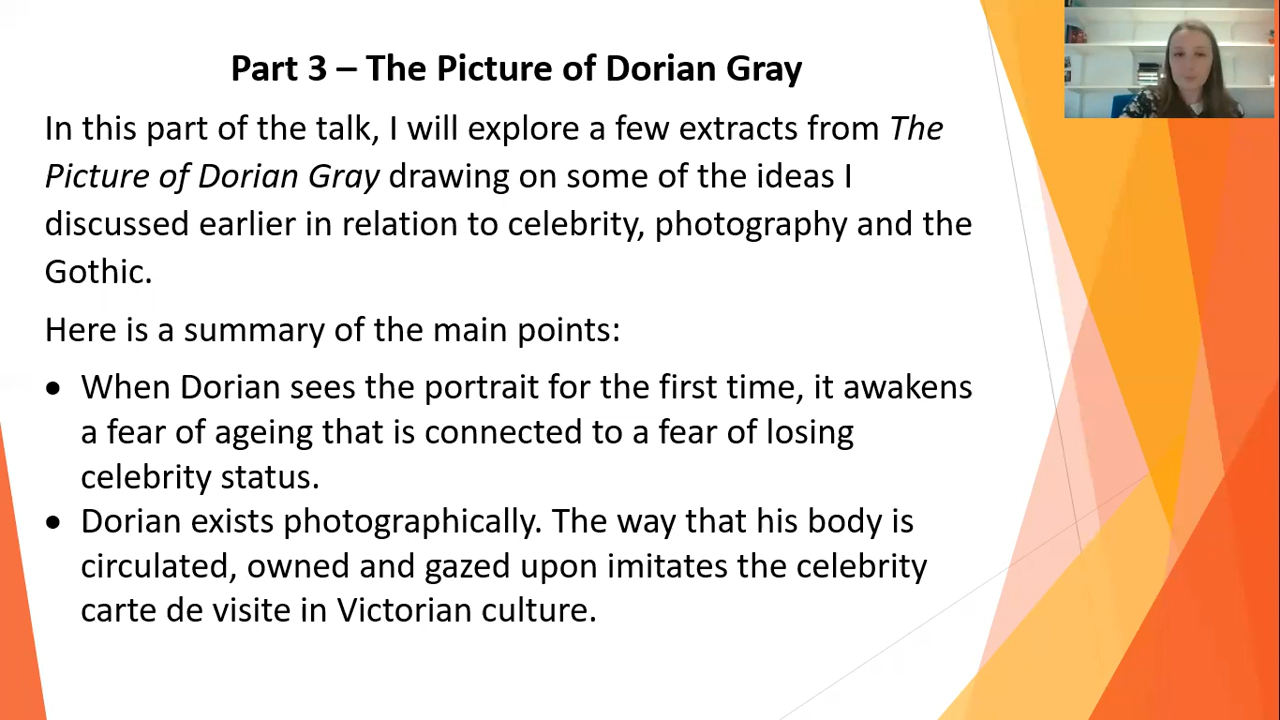 Part 3 – The Picture of Dorian Gray
In this part of the talk, I will explore a few extracts from The
Picture of Dorian Gray drawing on some of the ideas I
discussed earlier in relation to celebrity, photography and the
Gothic.
Here is a summary of the main points:
• When Dorian sees the portrait for the first time, it awakens
a fear of ageing that is connected to a fear of losing
celebrity status.
• Dorian exists photographically. The way that his body is
circulated, owned and gazed upon imitates the celebrity
carte de visite in Victorian culture.